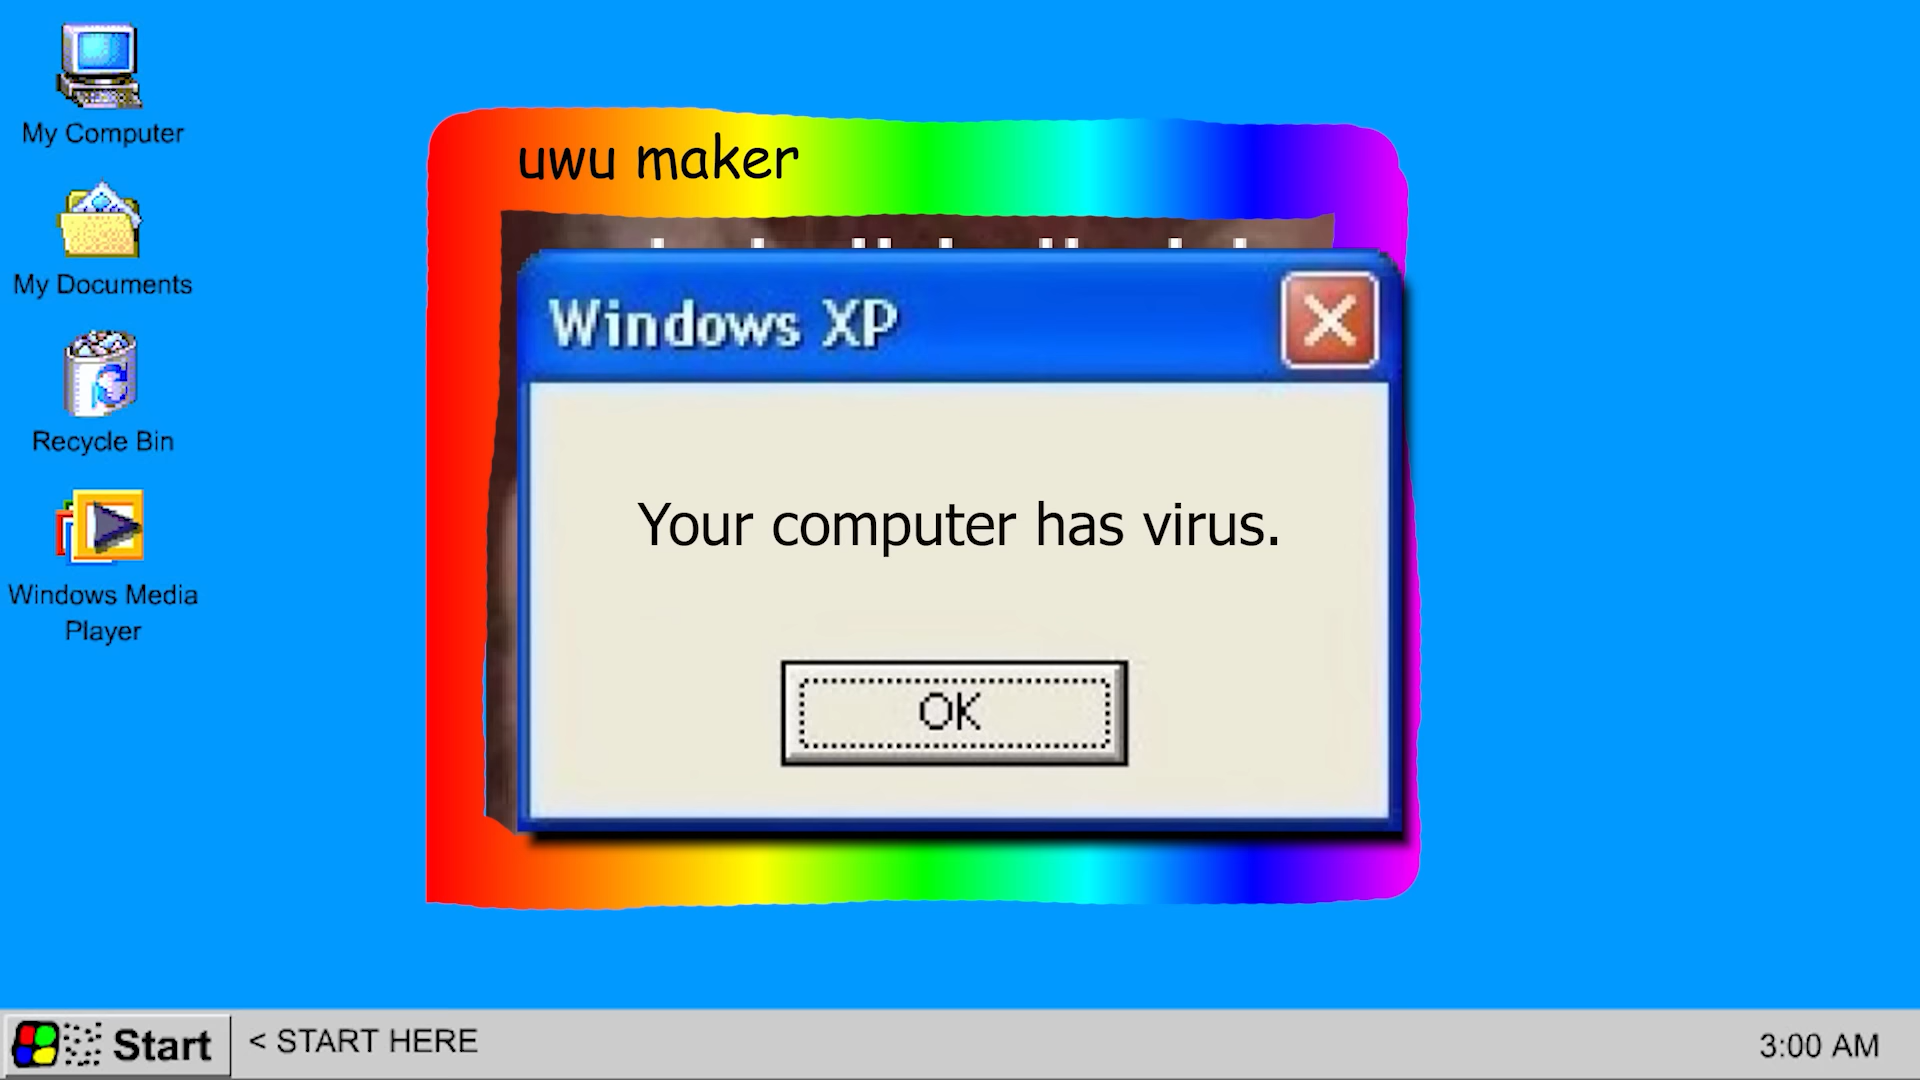 My Computer
My Documents
Recycle Bin
Windows Media
Player
uwu maker
Windows XP
Your computer has virus.
OK
Start
< START HERE
3:00 AM